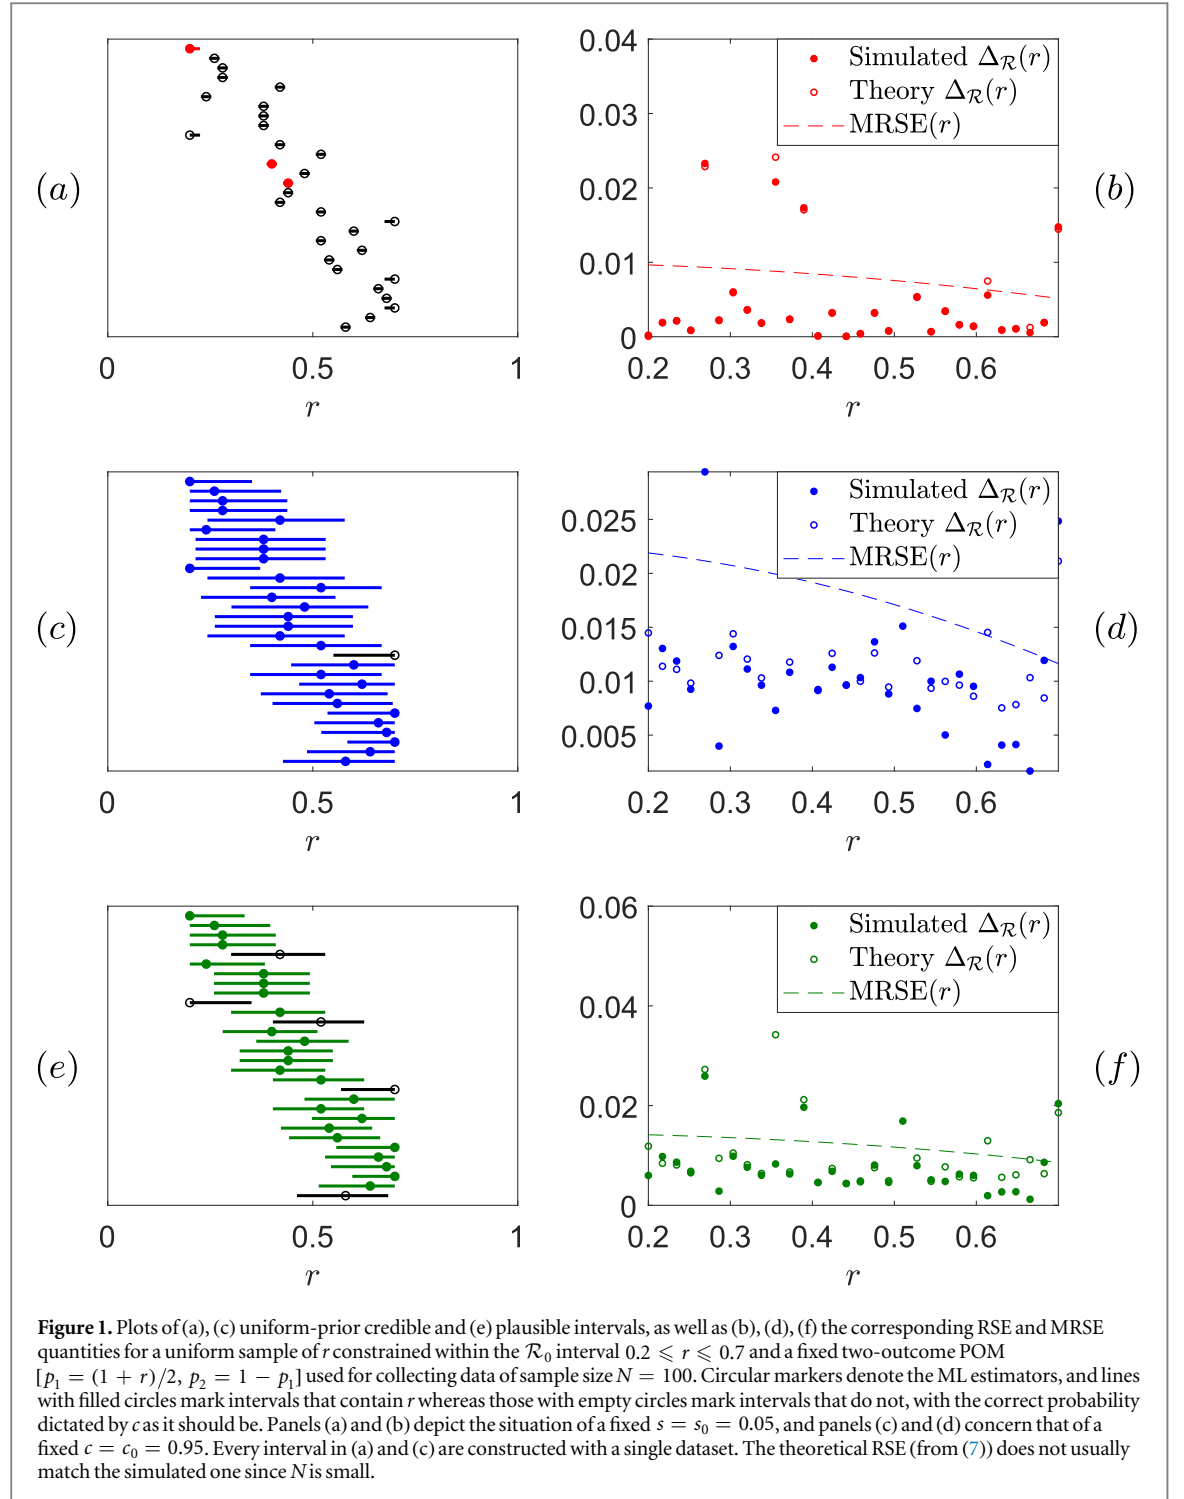 (a)
0 0.5 1
r
0.04
0.03
0.02
0.01
0
Simulated Δ_R(r)
Theory Δ_R(r)
MRSE(r)
0.2 0.3 0.4 0.5 0.6
r
(b)
(c)
0 0.5 1
r
0.025
0.02
0.015
0.01
0.005
Simulated Δ_R(r)
Theory Δ_R(r)
MRSE(r)
0.2 0.3 0.4 0.5 0.6
r
(d)
(e)
0 0.5 1
r
0.06
0.04
0.02
0
Simulated Δ_R(r)
Theory Δ_R(r)
MRSE(r)
0.2 0.3 0.4 0.5 0.6
r
(f)
Figure 1. Plots of (a), (c) uniform-prior credible and (e) plausible intervals, as well as (b), (d), (f) the corresponding RSE and MRSE
quantities for a uniform sample of r constrained within the R₀ interval 0.2 ⩽ r ⩽ 0.7 and a fixed two-outcome POM
[p₁ = (1 + r)/2, p₂ = 1 − p₁] used for collecting data of sample size N = 100. Circular markers denote the ML estimators, and lines
with filled circles mark intervals that contain r whereas those with empty circles mark intervals that do not, with the correct probability
dictated by c as it should be. Panels (a) and (b) depict the situation of a fixed s = s₀ = 0.05, and panels (c) and (d) concern that of a
fixed c = c₀ = 0.95. Every interval in (a) and (c) are constructed with a single dataset. The theoretical RSE (from (7)) does not usually
match the simulated one since N is small.